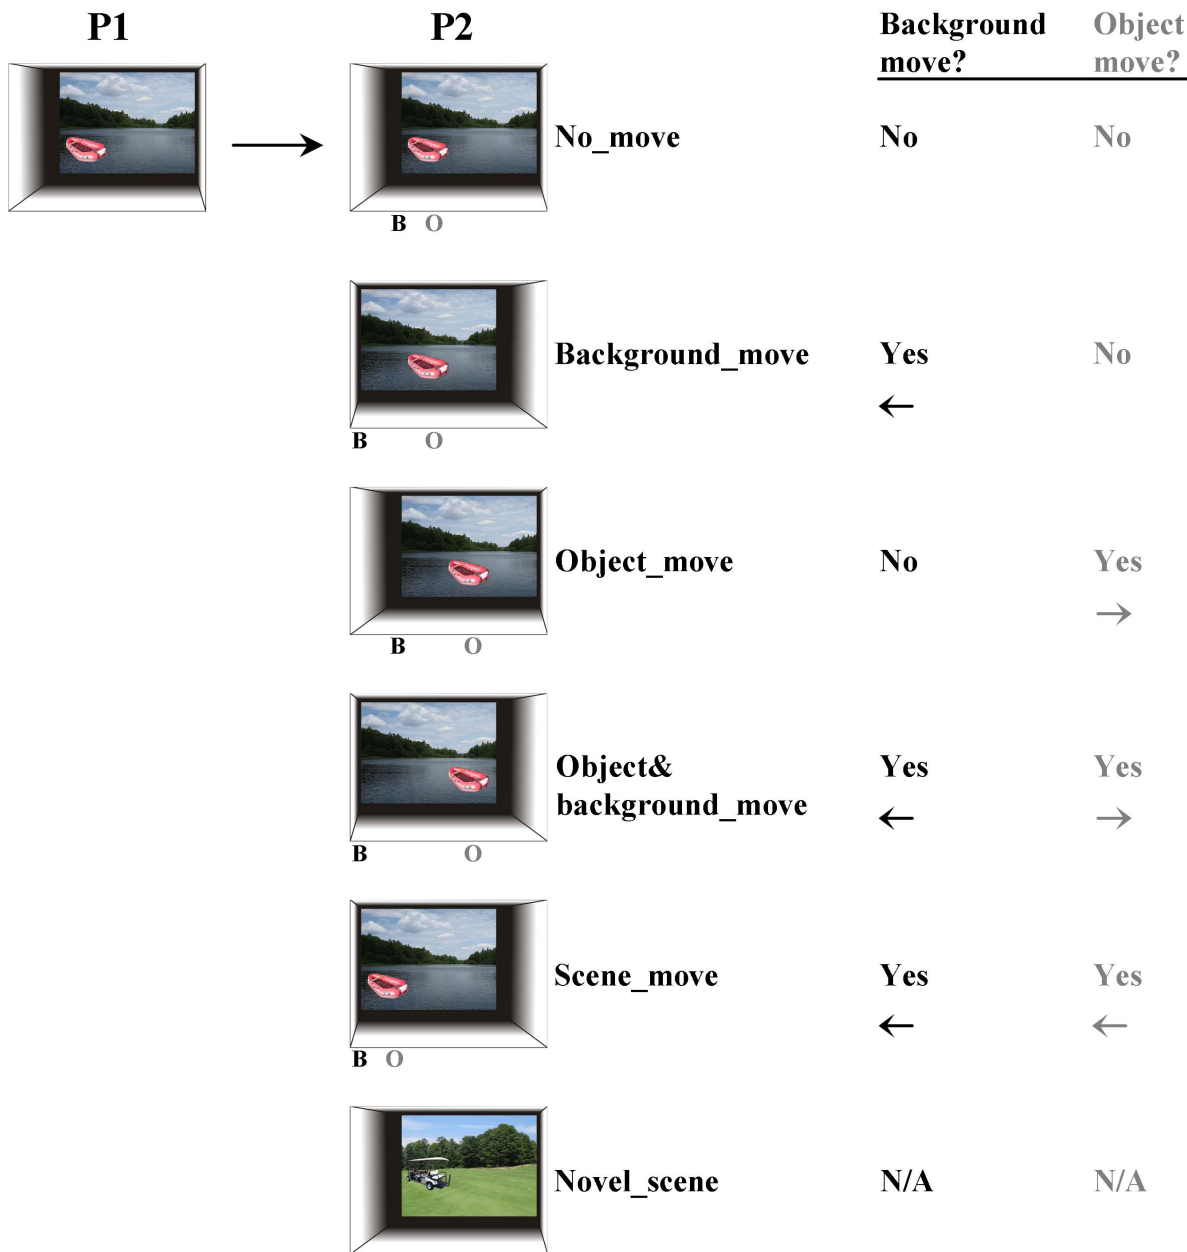 P1 P2 Background Object
move? move?
No_move No No
B O
Background_move Yes No
←
B O
Object_move No Yes
→
B O
Object& Yes Yes
background_move ← →
B O
Scene_move Yes Yes
← ←
B O
Novel_scene N/A N/A